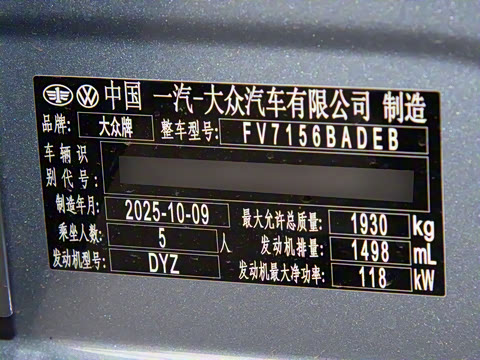 中国 一汽-大众汽车有限公司 制造
品牌: 大众牌 整车型号: FV7156BADEB
车辆识
别代号:
制造年月: 2025-10-09 最大允许总质量: 1930 kg
乘坐人数: 5 人 发动机排量: 1498 mL
发动机型号: DYZ 发动机最大净功率: 118 kW